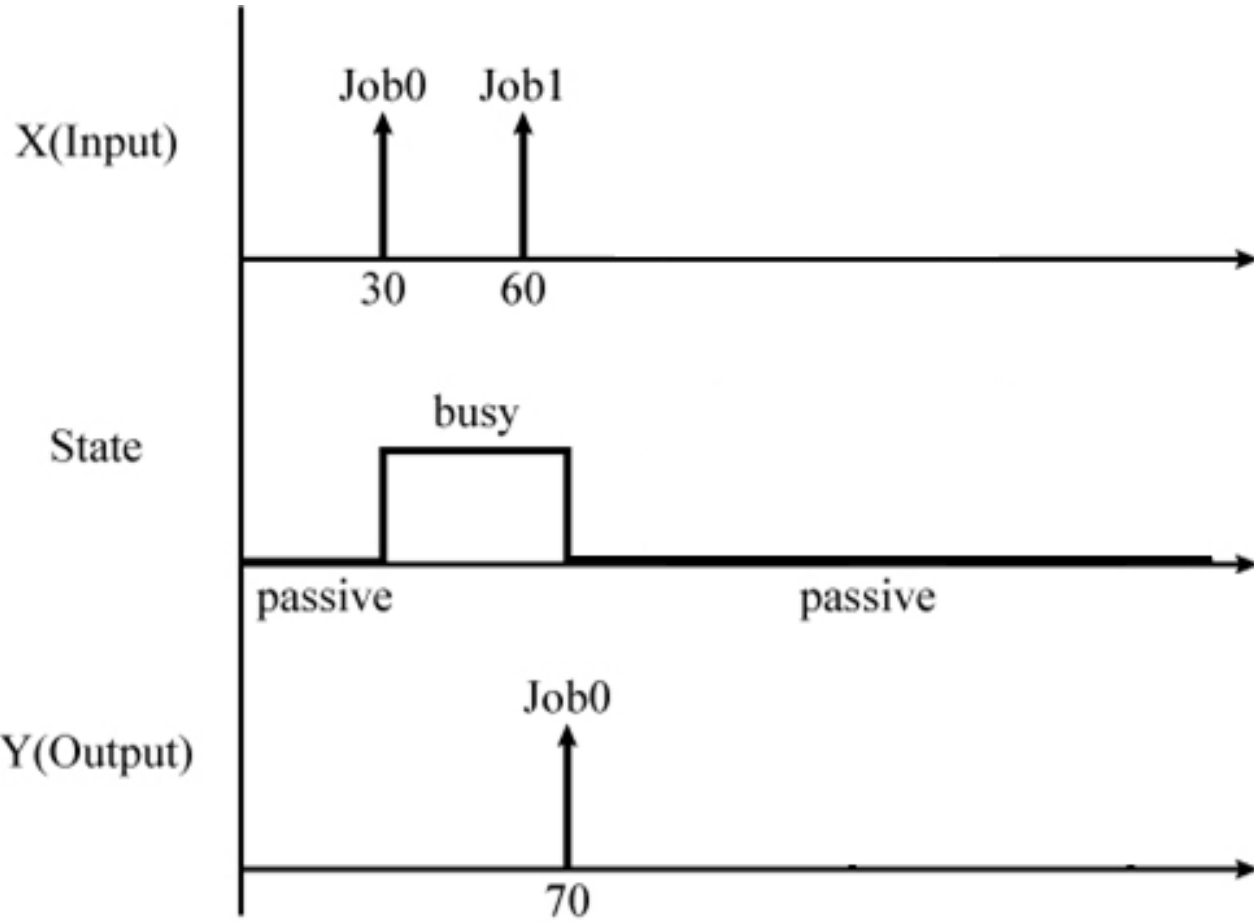 Job0 Job1
X(Input)
30 60
busy
State
passive passive
Job0
Y(Output)
70